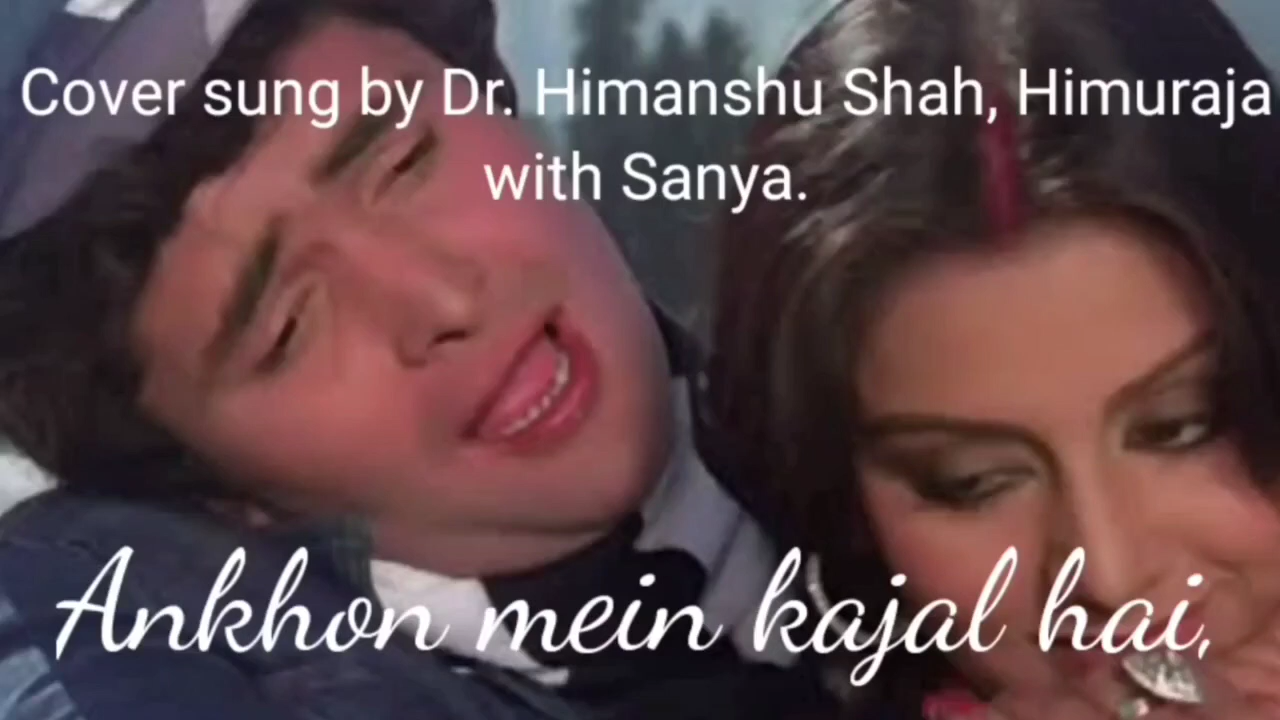 Cover sung by Dr. Himanshu Shah, Himuraja
with Sanya.
Ankhon mein kajal hai,